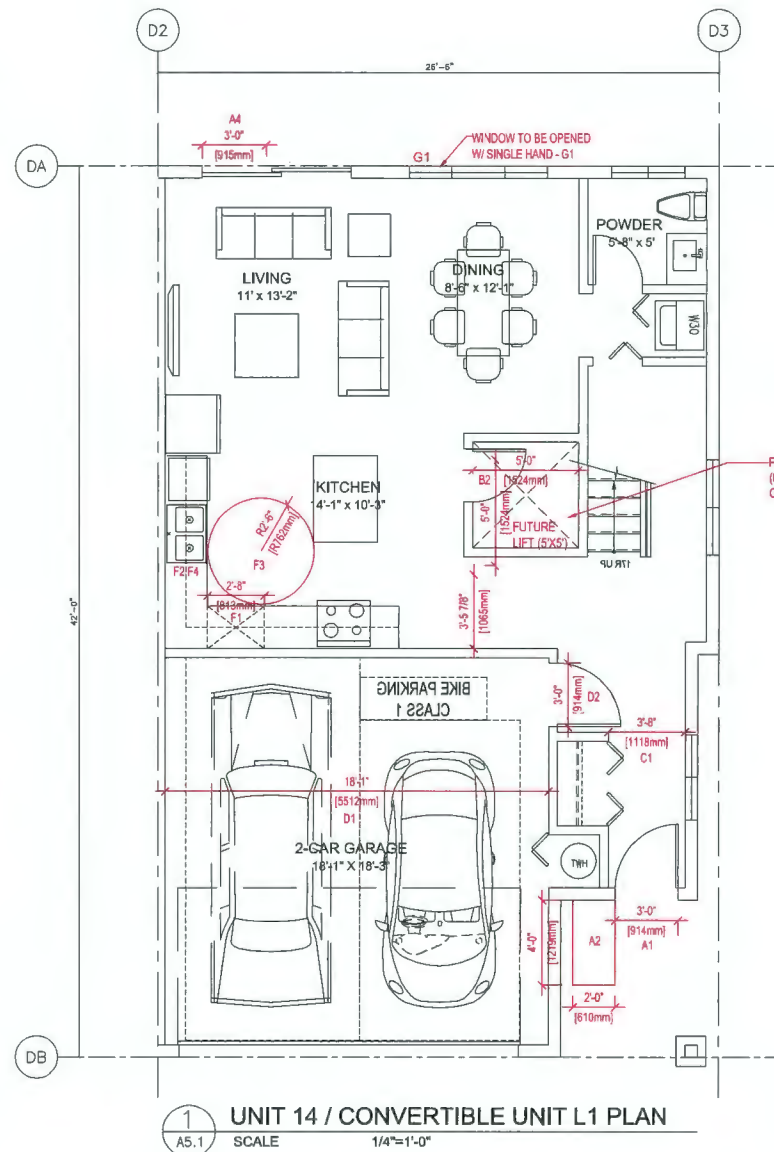 D2
D3
26'-6"
A4
3'-0"
[915mm]
WINDOW TO BE OPENED
W/ SINGLE HAND - G1
G1
DA
POWDER
5'-8" x 5'
LIVING
11' x 13'-2"
DINING
8'-6" x 12'-1"
W30
5'-0"
B2
[1524mm]
5'-0"
[1524mm]
FUTURE
LIFT (5'X5')
17R UP
KITCHEN
14'-1" x 10'-3"
R2'-6"
[R762mm]
F3
F2
F4
2'-8"
[813mm]
F1
3'-5 7/8"
[1065mm]
42'-0"
BIKE PARKING
CLASS 1
3'-0"
[914mm]
D2
3'-8"
[1118mm]
C1
18'-1"
[5512mm]
D1
2-CAR GARAGE
18'-1" X 18'-3"
TWH
4'-0"
[1219mm]
A2
3'-0"
[914mm]
A1
2'-0"
[610mm]
DB
1
A5.1
UNIT 14 / CONVERTIBLE UNIT L1 PLAN
SCALE
1/4"=1'-0"